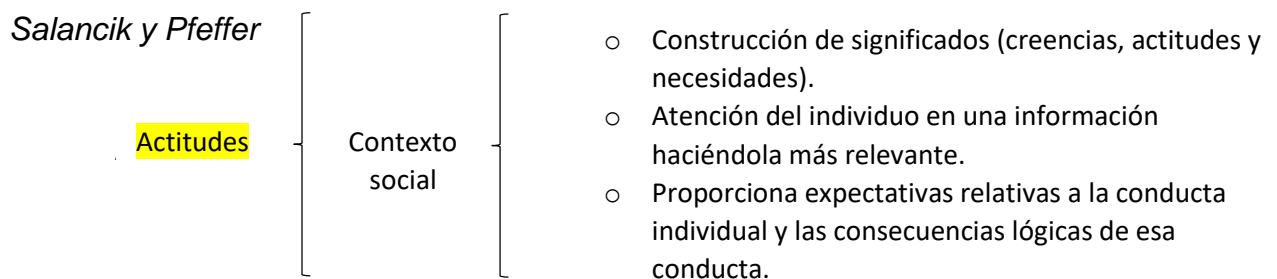 Salancik y Pfeffer
Actitudes
Contexto
social
o Construcción de significados (creencias, actitudes y
necesidades).
o Atención del individuo en una información
haciéndola más relevante.
o Proporciona expectativas relativas a la conducta
individual y las consecuencias lógicas de esa
conducta.